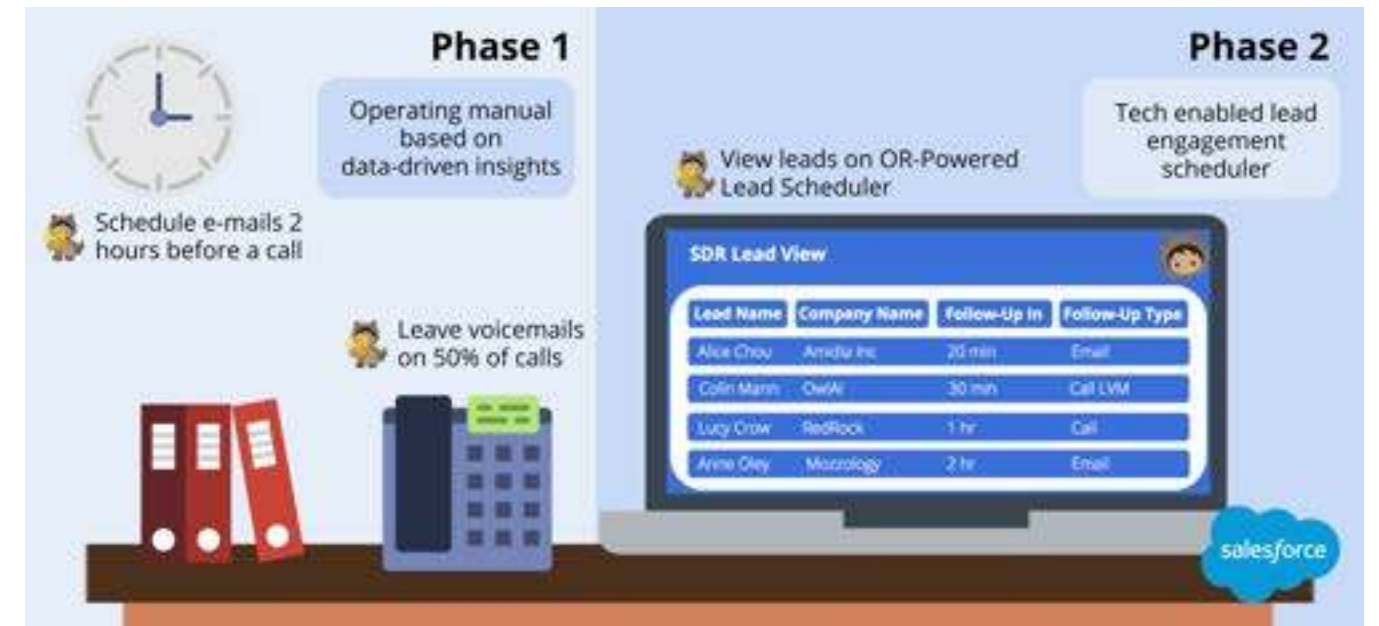 Phase 1
Operating manual
based on
data-driven insights
Schedule e-mails 2
hours before a call
Leave voicemails
on 50% of calls
Phase 2
Tech enabled lead
engagement
scheduler
View leads on OR-Powered
Lead Scheduler
SDR Lead View
Lead Name Company Name Follow-Up In Follow-Up Type
Alice Chou Amidia Inc 20 min Email
Colin Mann OwlAI 30 min Call LVM
Lucy Crow RedRock 1 hr Call
Anne Oley 2 hr Email
salesforce